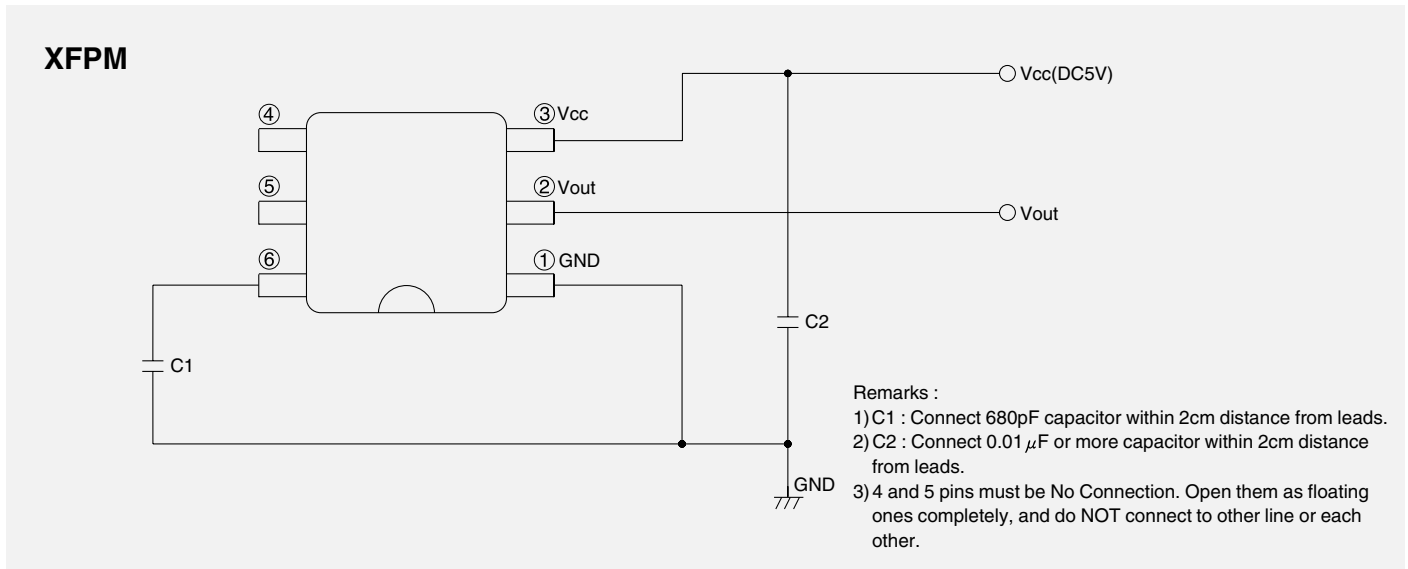 XFPM
④
③Vcc
Vcc(DC5V)
⑤
②Vout
Vout
⑥
①GND
C2
C1
Remarks :
1) C1 : Connect 680pF capacitor within 2cm distance from leads.
2) C2 : Connect 0.01 μF or more capacitor within 2cm distance
from leads.
GND
3) 4 and 5 pins must be No Connection. Open them as floating
ones completely, and do NOT connect to other line or each
other.